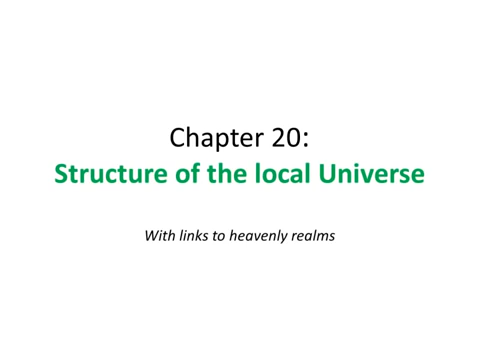 Chapter 20:
Structure of the local Universe
With links to heavenly realms